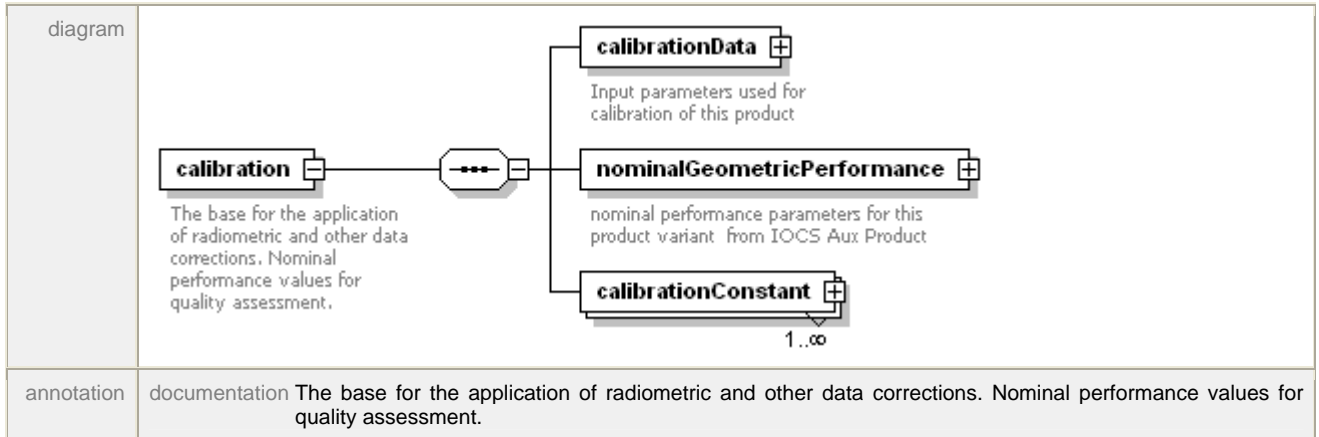 diagram
calibrationData
Input parameters used for
calibration of this product
calibration
The base for the application
of radiometric and other data
corrections. Nominal
performance values for
quality assessment.
nominalGeometricPerformance
nominal performance parameters for this
product variant from IOCS Aux Product
calibrationConstant
1..∞
annotation
documentation The base for the application of radiometric and other data corrections. Nominal performance values for
quality assessment.